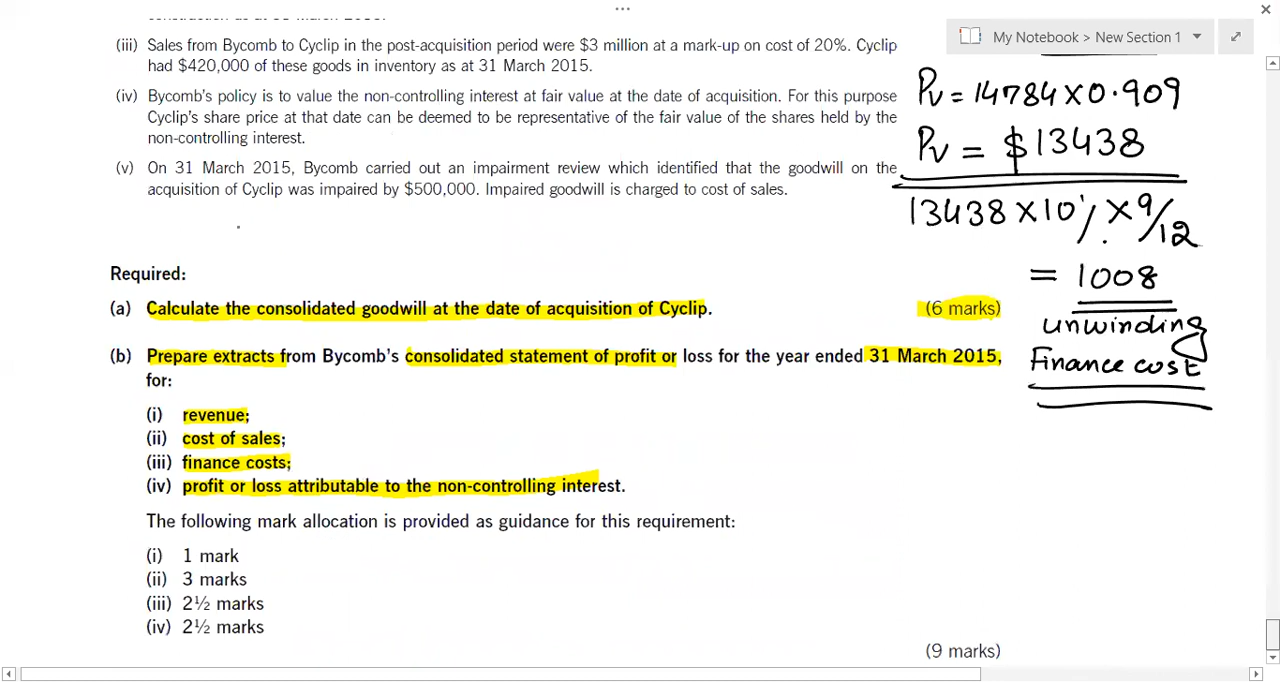 (iii) Sales from Bycomb to Cyclip in the post-acquisition period were $3 million at a mark-up on cost of 20%. Cyclip
had $420,000 of these goods in inventory as at 31 March 2015.
(iv) Bycomb's policy is to value the non-controlling interest at fair value at the date of acquisition. For this purpose
Cyclip's share price at that date can be deemed to be representative of the fair value of the shares held by the
non-controlling interest.
(v) On 31 March 2015, Bycomb carried out an impairment review which identified that the goodwill on the
acquisition of Cyclip was impaired by $500,000. Impaired goodwill is charged to cost of sales.
Required:
(a) Calculate the consolidated goodwill at the date of acquisition of Cyclip. (6 marks)
(b) Prepare extracts from Bycomb's consolidated statement of profit or loss for the year ended 31 March 2015,
for:
(i) revenue;
(ii) cost of sales;
(iii) finance costs;
(iv) profit or loss attributable to the non-controlling interest.
The following mark allocation is provided as guidance for this requirement:
(i) 1 mark
(ii) 3 marks
(iii) 2½ marks
(iv) 2½ marks
(9 marks)
My Notebook > New Section 1
Pv = 14784 × 0.909
Pv = $13438
13438 × 10% × 9/12
= 1008
unwinding
Finance cost